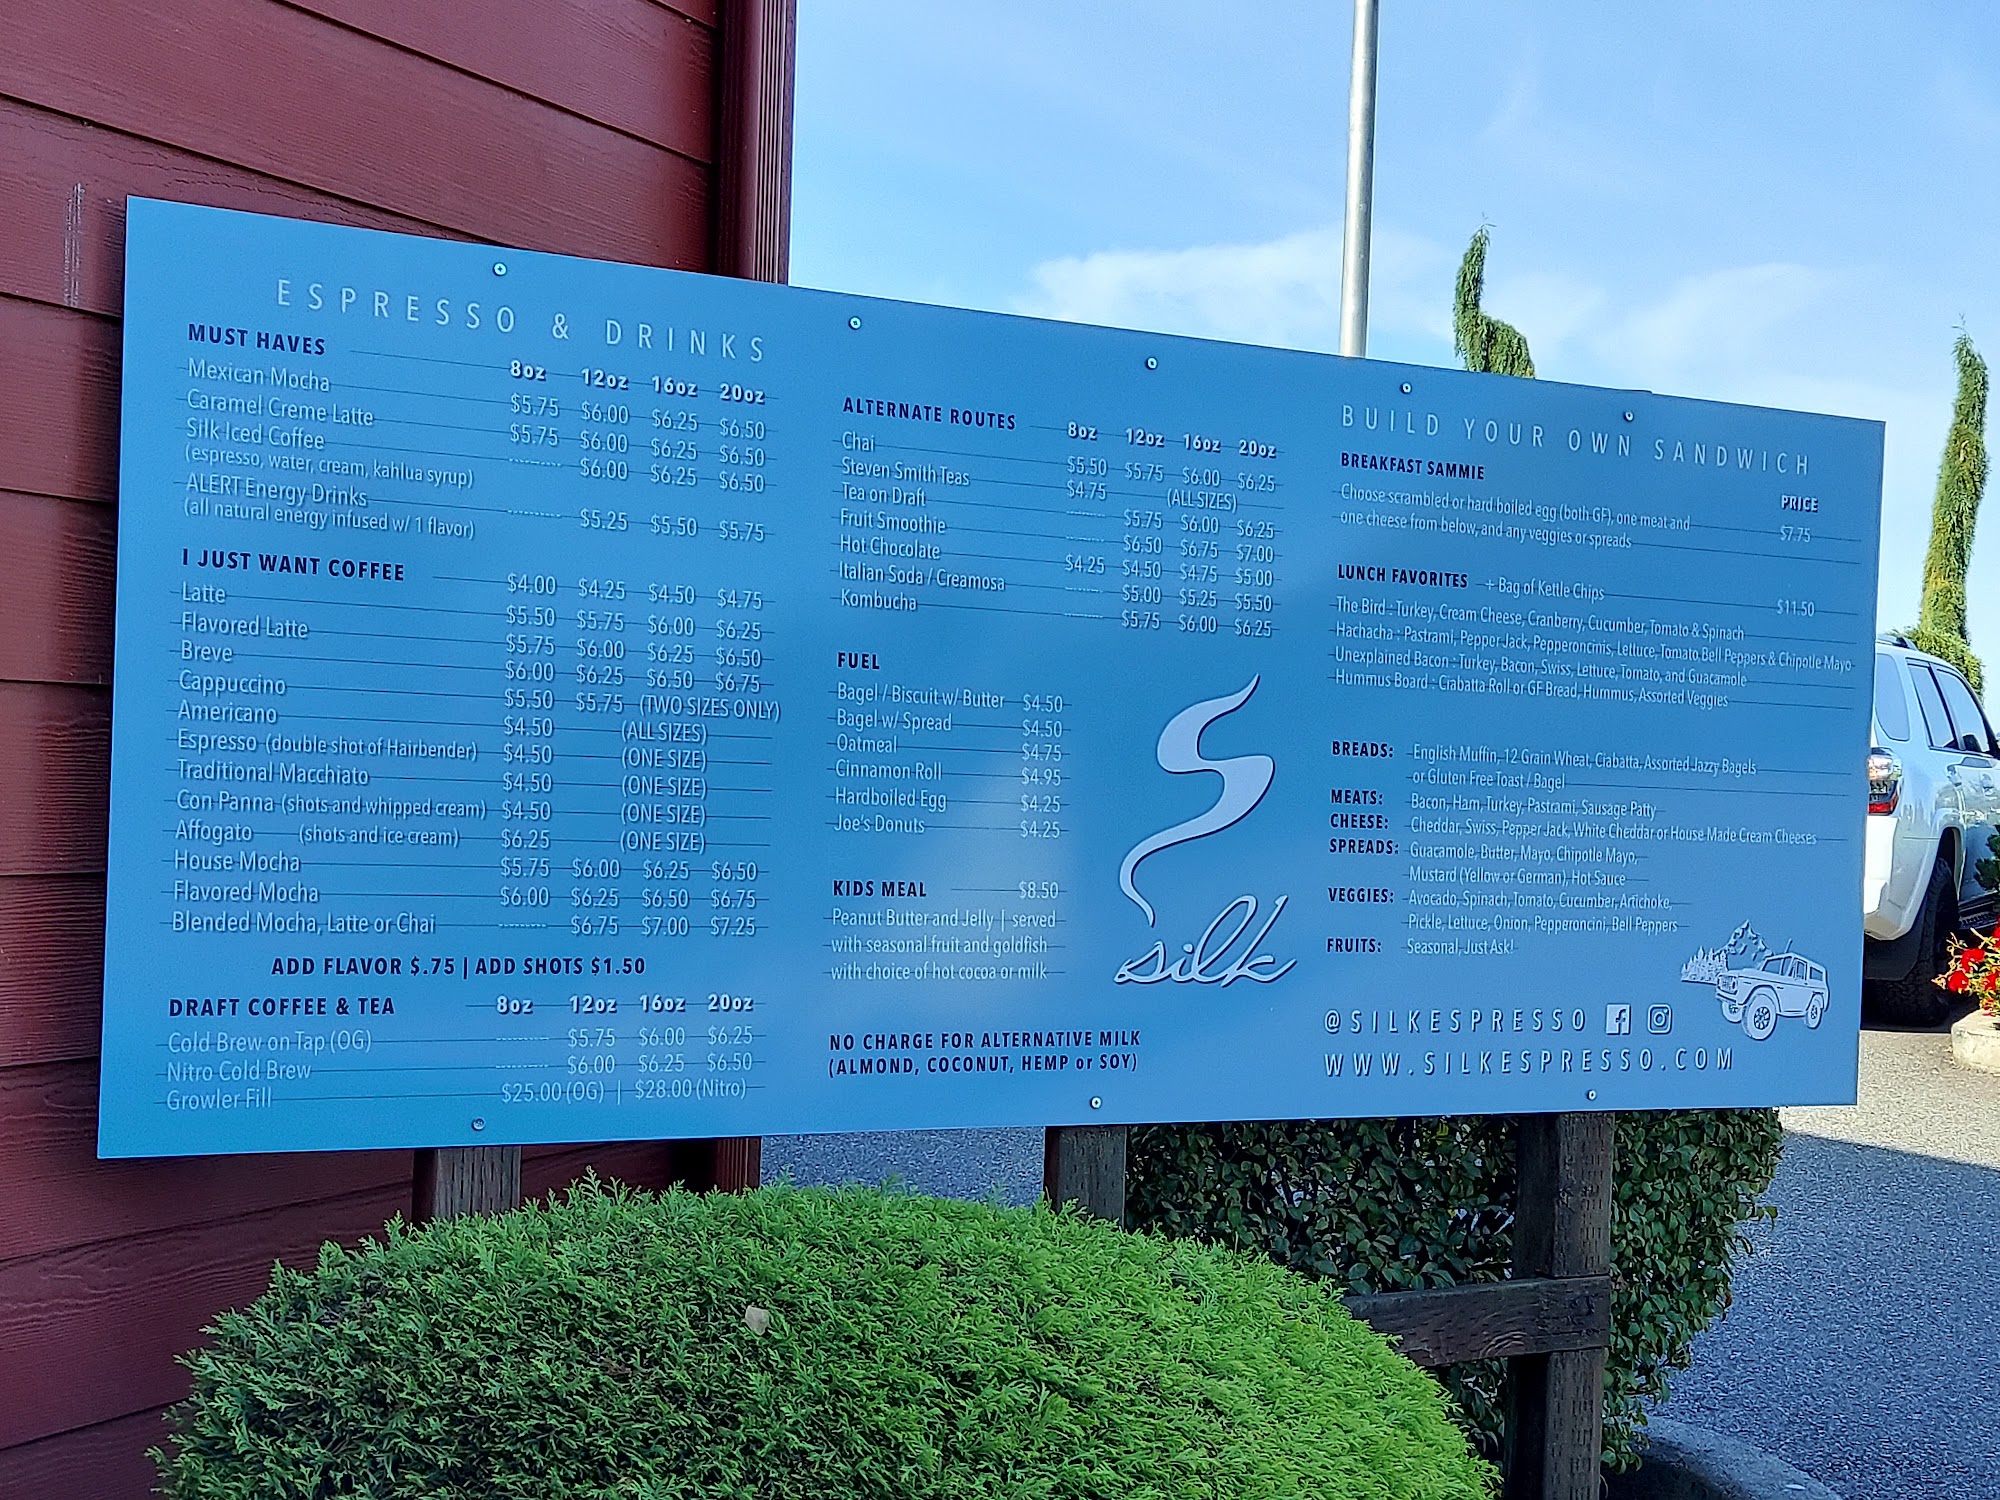 ESPRESSO & DRINKS
MUST HAVES 8oz 12oz 16oz 20oz
Mexican Mocha $5.75 $6.00 $6.25 $6.50
Caramel Creme Latte $5.75 $6.00 $6.25 $6.50
Silk Iced Coffee --------- $6.00 $6.25 $6.50
(espresso, water, cream, kahlua syrup)
ALERT Energy Drinks --------- $5.25 $5.50 $5.75
(all natural energy infused w/ 1 flavor)
I JUST WANT COFFEE $4.00 $4.25 $4.50 $4.75
Latte $5.50 $5.75 $6.00 $6.25
Flavored Latte $5.75 $6.00 $6.25 $6.50
Breve $6.00 $6.25 $6.50 $6.75
Cappuccino $5.50 $5.75 (TWO SIZES ONLY)
Americano $4.50 (ALL SIZES)
Espresso (double shot of Hairbender) $4.50 (ONE SIZE)
Traditional Macchiato $4.50 (ONE SIZE)
Con Panna (shots and whipped cream) $4.50 (ONE SIZE)
Affogato (shots and ice cream) $6.25 (ONE SIZE)
House Mocha $5.75 $6.00 $6.25 $6.50
Flavored Mocha $6.00 $6.25 $6.50 $6.75
Blended Mocha, Latte or Chai --------- $6.75 $7.00 $7.25
ADD FLAVOR $.75 | ADD SHOTS $1.50
DRAFT COFFEE & TEA 8oz 12oz 16oz 20oz
Cold Brew on Tap (OG) --------- $5.75 $6.00 $6.25
Nitro Cold Brew --------- $6.00 $6.25 $6.50
Growler Fill $25.00 (OG) | $28.00 (Nitro)
ALTERNATE ROUTES 8oz 12oz 16oz 20oz
Chai $5.50 $5.75 $6.00 $6.25
Steven Smith Teas $4.75 (ALL SIZES)
Tea on Draft --------- $5.75 $6.00 $6.25
Fruit Smoothie --------- $6.50 $6.75 $7.00
Hot Chocolate $4.25 $4.50 $4.75 $5.00
Italian Soda / Creamosa --------- $5.00 $5.25 $5.50
Kombucha --------- $5.75 $6.00 $6.25
FUEL
Bagel / Biscuit w/ Butter $4.50
Bagel w/ Spread $4.50
Oatmeal $4.75
Cinnamon Roll $4.95
Hardboiled Egg $4.25
Joe's Donuts $4.25
KIDS MEAL $8.50
Peanut Butter and Jelly | served
with seasonal fruit and goldfish
with choice of hot cocoa or milk
NO CHARGE FOR ALTERNATIVE MILK
(ALMOND, COCONUT, HEMP or SOY)
silk
BUILD YOUR OWN SANDWICH
BREAKFAST SAMMIE PRICE
Choose scrambled or hard boiled egg (both GF), one meat and $7.75
one cheese from below, and any veggies or spreads
LUNCH FAVORITES + Bag of Kettle Chips $11.50
The Bird : Turkey, Cream Cheese, Cranberry, Cucumber, Tomato & Spinach
Hachacha : Pastrami, Pepper Jack, Pepperoncinis, Lettuce, Tomato, Bell Peppers & Chipotle Mayo
Unexplained Bacon : Turkey, Bacon, Swiss, Lettuce, Tomato, and Guacamole
Hummus Board : Ciabatta Roll or GF Bread, Hummus, Assorted Veggies
BREADS: English Muffin, 12 Grain Wheat, Ciabatta, Assorted Jazzy Bagels
or Gluten Free Toast / Bagel
MEATS: Bacon, Ham, Turkey, Pastrami, Sausage Patty
CHEESE: Cheddar, Swiss, Pepper Jack, White Cheddar or House Made Cream Cheeses
SPREADS: Guacamole, Butter, Mayo, Chipotle Mayo,
Mustard (Yellow or German), Hot Sauce
VEGGIES: Avocado, Spinach, Tomato, Cucumber, Artichoke,
Pickle, Lettuce, Onion, Pepperoncini, Bell Peppers
FRUITS: Seasonal, Just Ask!
@SILKESPRESSO
WWW.SILKESPRESSO.COM